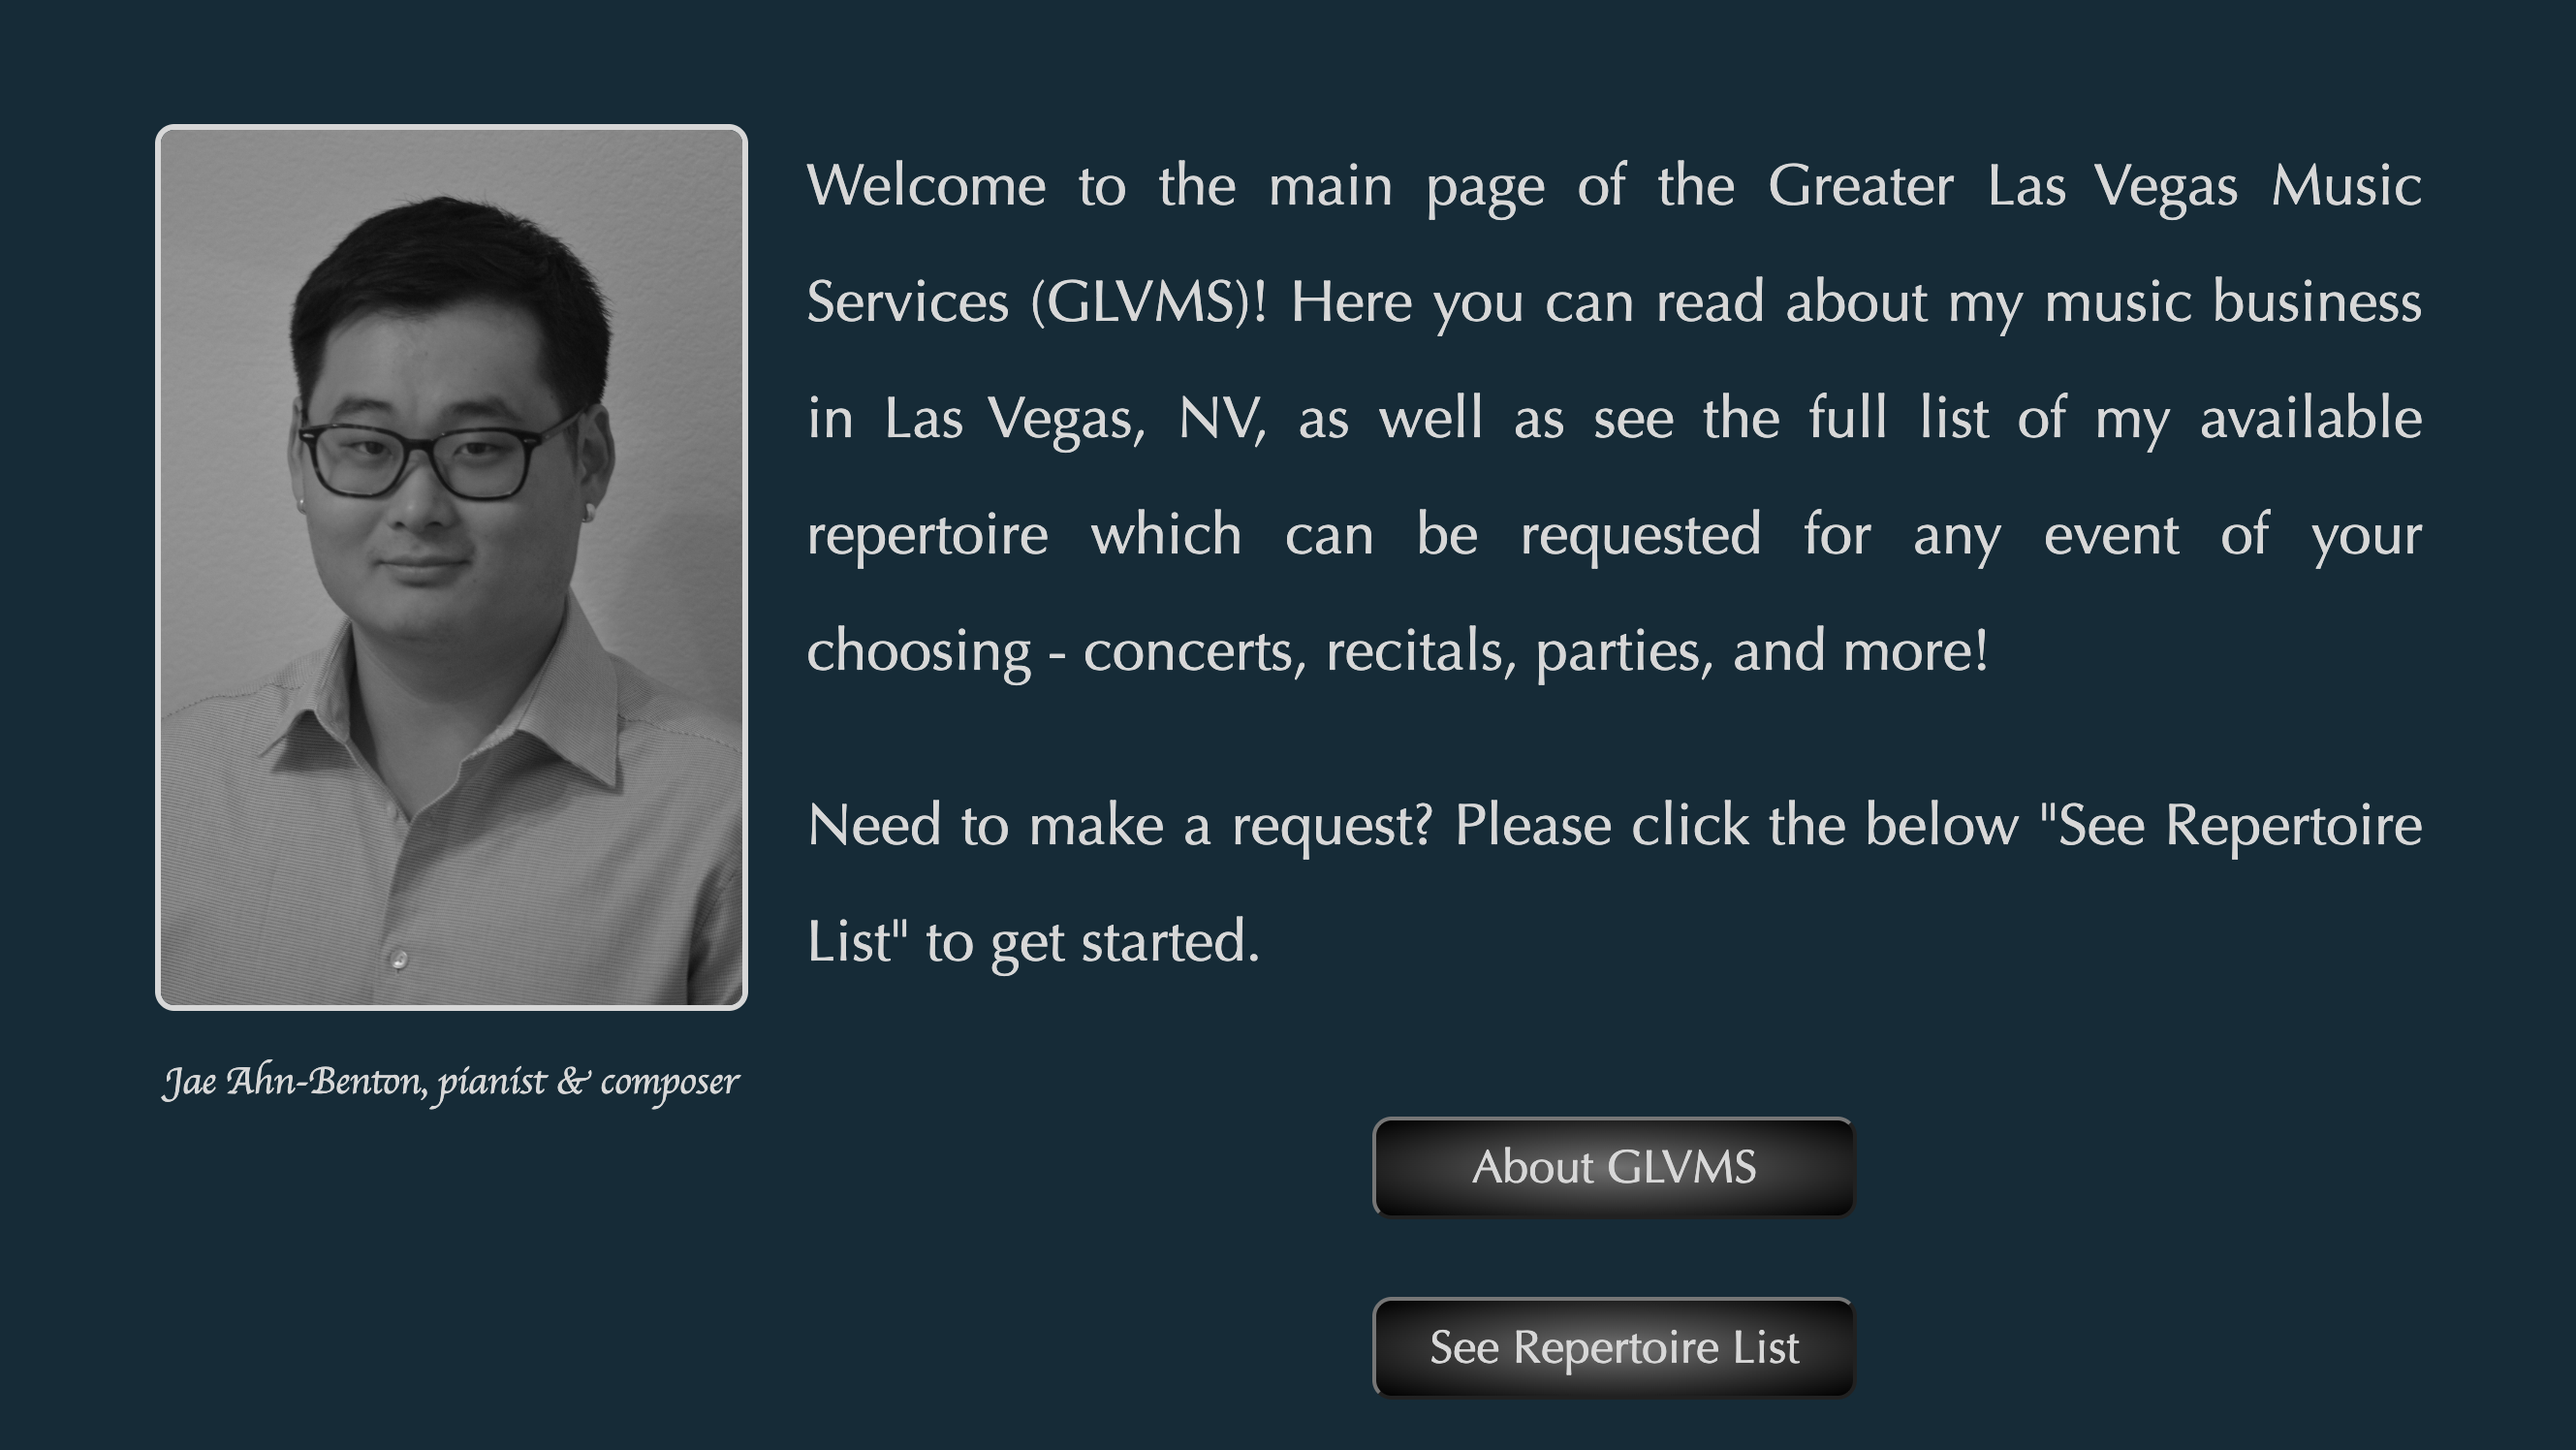 Welcome to the main page of the Greater Las Vegas Music
Services (GLVMS)! Here you can read about my music business
in Las Vegas, NV, as well as see the full list of my available
repertoire which can be requested for any event of your
choosing - concerts, recitals, parties, and more!
Need to make a request? Please click the below "See Repertoire
List" to get started.
Jae Ahn-Benton, pianist & composer
About GLVMS
See Repertoire List